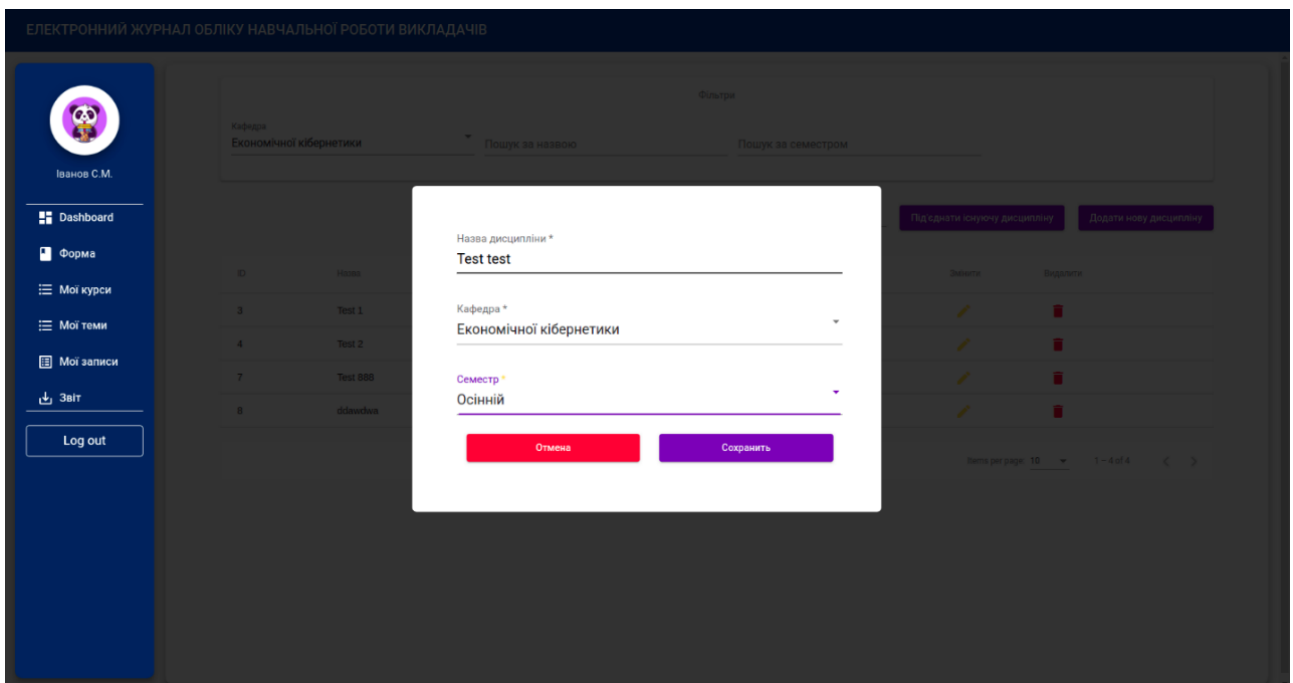 ЕЛЕКТРОННИЙ ЖУРНАЛ ОБЛІКУ НАВЧАЛЬНОЇ РОБОТИ ВИКЛАДАЧІВ
Іванов С.М.
Dashboard
Форма
Мої курси
Мої теми
Мої записи
Звіт
Log out
Фільтри
Кафедра
Економічної кібернетики
Пошук за назвою
Пошук за семестром
Під'єднати існуючу дисципліну
Додати нову дисципліну
ID Назва Змінити Видалити
3 Test 1
4 Test 2
7 Test 888
8 ddawdwa
Items per page: 10 1 – 4 of 4
Назва дисципліни *
Test test
Кафедра *
Економічної кібернетики
Семестр *
Осінній
Отмена
Сохранить